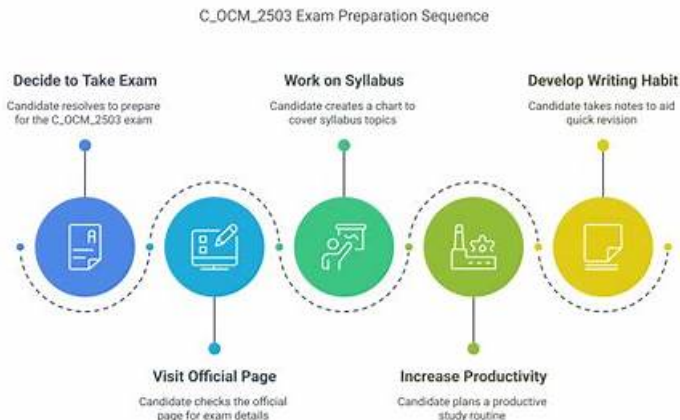 C_OCM_2503 Exam Preparation Sequence
Decide to Take Exam
Candidate resolves to prepare
for the C_OCM_2503 exam
Visit Official Page
Candidate checks the official
page for exam details
Work on Syllabus
Candidate creates a chart to
cover syllabus topics
Increase Productivity
Candidate plans a productive
study routine
Develop Writing Habit
Candidate takes notes to aid
quick revision